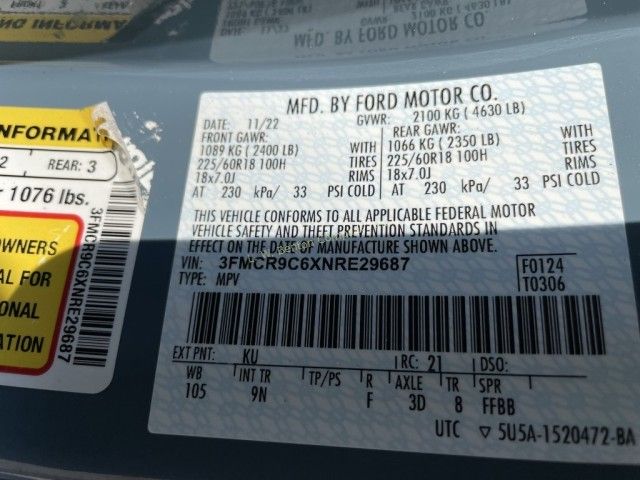 MFD. BY FORD MOTOR CO.
DATE: 11/22 GVWR: 2100 KG ( 4630 LB)
FRONT GAWR: REAR GAWR:
1089 KG ( 2400 LB) WITH 1066 KG ( 2350 LB) WITH
225/60R18 100H TIRES 225/60R18 100H TIRES
18x7.0J RIMS 18x7.0J RIMS
AT 230 kPa/ 33 PSI COLD AT 230 kPa/ 33 PSI COLD
THIS VEHICLE CONFORMS TO ALL APPLICABLE FEDERAL MOTOR
VEHICLE SAFETY AND THEFT PREVENTION STANDARDS IN
EFFECT ON THE DATE OF MANUFACTURE SHOWN ABOVE.
VIN: 3FMCR9C6XNRE29687 F0124
TYPE: MPV T0306
EXT PNT: KU RC: 21 DSO:
WB INT TR TP/PS R AXLE TR SPR
105 9N F 3D 8 FFBB
UTC ▽ 5U5A-1520472-BA
NFORMA
2 REAR: 3
r 1076 lbs.
OWNERS
AL FOR
ONAL
ATION
3FMCR9C6XNRE29687
MFD. BY FORD MOTOR CO.